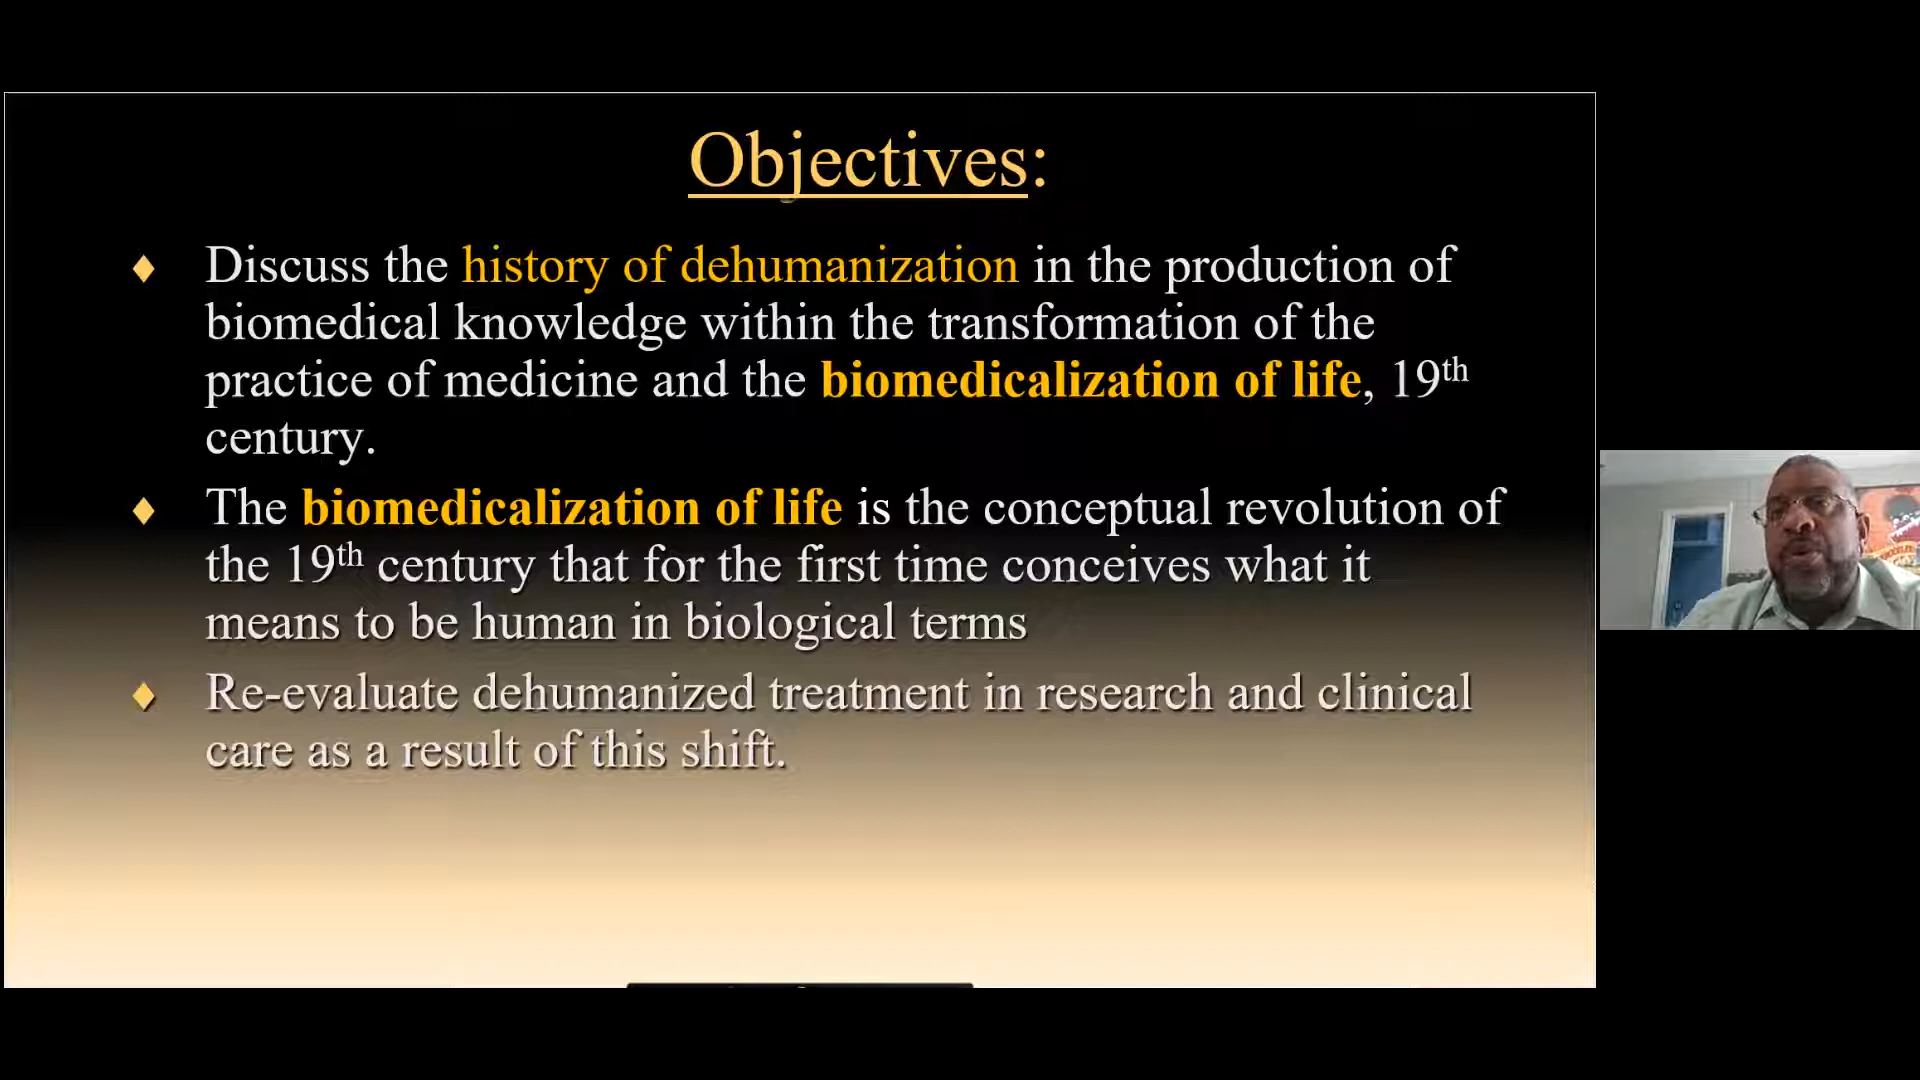 Objectives:
♦ Discuss the history of dehumanization in the production of
biomedical knowledge within the transformation of the
practice of medicine and the biomedicalization of life, 19th
century.
♦ The biomedicalization of life is the conceptual revolution of
the 19th century that for the first time conceives what it
means to be human in biological terms
♦ Re-evaluate dehumanized treatment in research and clinical
care as a result of this shift.